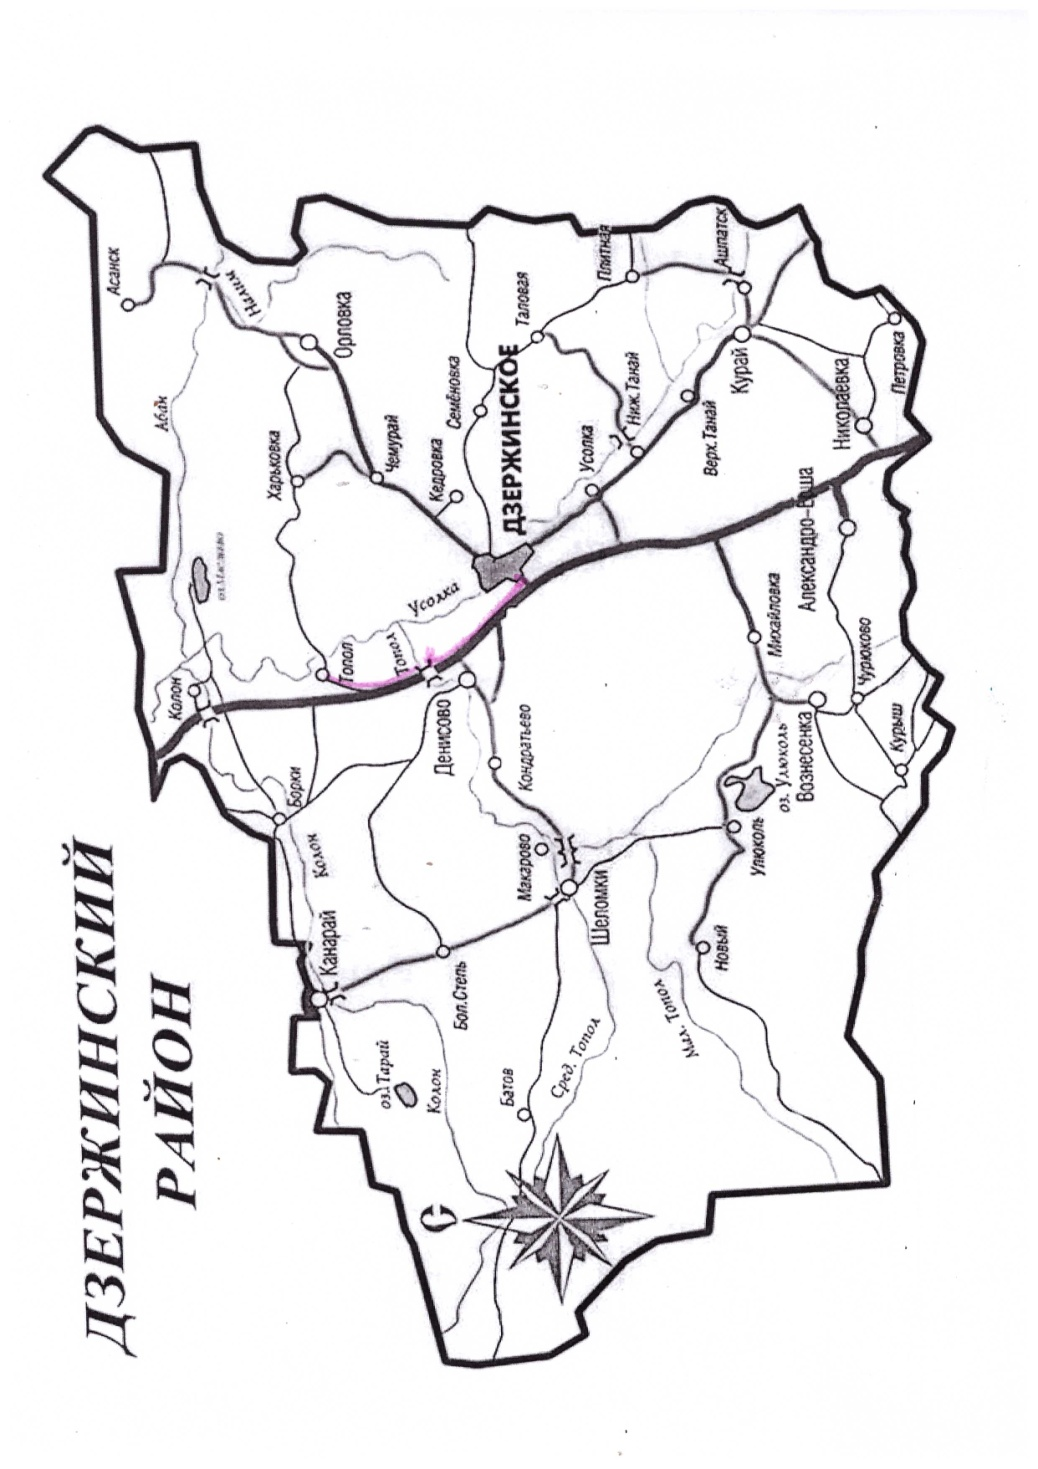 ДЗЕРЖИНСКИЙ
РАЙОН
С
Асанск
Налим
Орловка
Абан
Харьковка
Чемурай
Кедровка
Семёновка
Таловая
Плитная
Ашпатск
ДЗЕРЖИНСКОЕ
Усолка
Ниж.Танай
Верх.Танай
Курай
Николаевка
Петровка
Александро-Ерша
Михайловка
Чурюково
Курыш
Вознесенка
оз. Улюколь
Улюколь
Новый
Мал. Топол
Сред. Топол
Батов
Шеломки
Макарово
Кондратьево
Денисово
Топол
Топол
Усолка
Колон
Борки
Колон
Канарай
Бол.Степь
оз.Тарай
Колон